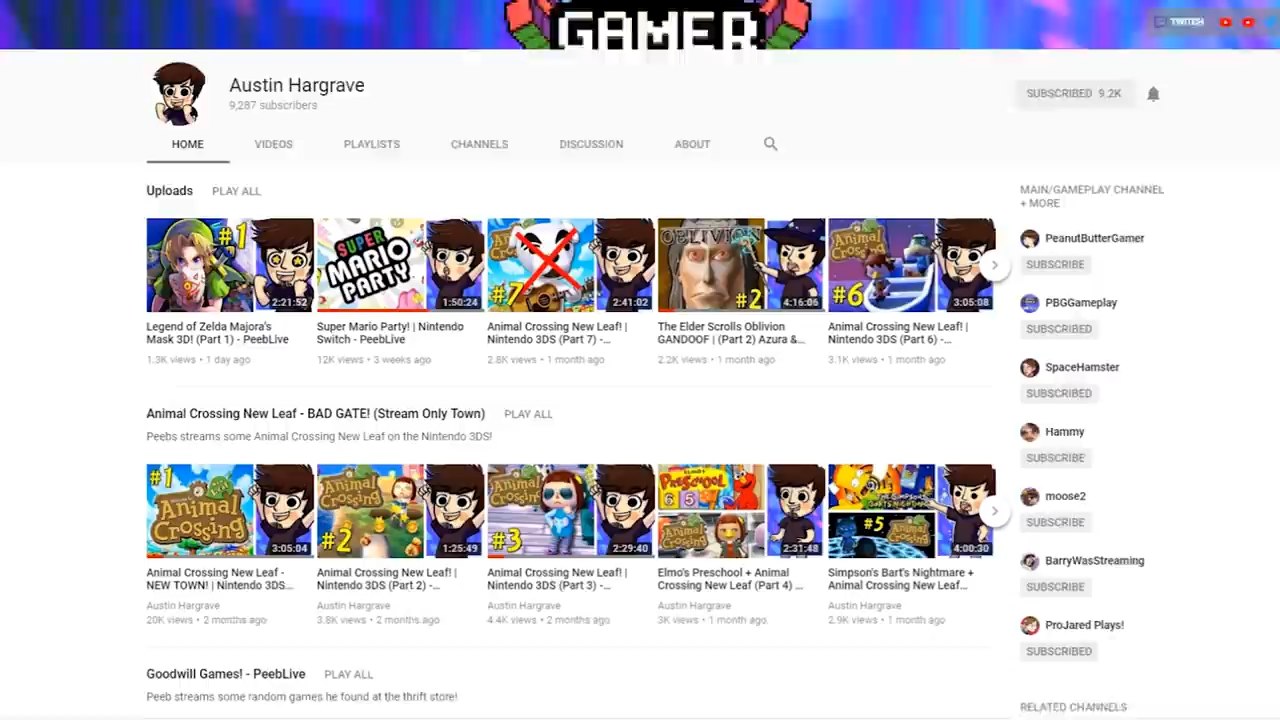 GAMER
TWITCH
Austin Hargrave
9,287 subscribers
SUBSCRIBED 9.2K
HOME
VIDEOS
PLAYLISTS
CHANNELS
DISCUSSION
ABOUT
Uploads
PLAY ALL
#1
2:21:52
SUPER
MARIO
PARTY
1:50:24
#7
2:41:02
OBLIVION
#2
4:16:06
Animal
Crossing
#6
3:05:08
Legend of Zelda Majora's
Mask 3D! (Part 1) - PeebLive
1.3K views • 1 day ago
Super Mario Party! | Nintendo
Switch - PeebLive
12K views • 3 weeks ago
Animal Crossing New Leaf! |
Nintendo 3DS (Part 7) -...
2.8K views • 1 month ago
The Elder Scrolls Oblivion
GANDOOF | (Part 2) Azura &...
2.2K views • 1 month ago
Animal Crossing New Leaf! |
Nintendo 3DS (Part 6) -...
3.1K views • 1 month ago
Animal Crossing New Leaf - BAD GATE! (Stream Only Town)
PLAY ALL
Peebs streams some Animal Crossing New Leaf on the Nintendo 3DS!
#1
Animal
Crossing
3:05:04
Animal
Crossing
#2
1:25:49
Animal
Crossing
#3
2:29:40
PRESCHOOL
6 5
Animal
Crossing
2:31:48
#5
Animal
Crossing
4:00:30
Animal Crossing New Leaf -
NEW TOWN! | Nintendo 3DS...
Austin Hargrave
20K views • 2 months ago
Animal Crossing New Leaf! |
Nintendo 3DS (Part 2) -...
Austin Hargrave
3.8K views • 2 months ago
Animal Crossing New Leaf! |
Nintendo 3DS (Part 3) -...
Austin Hargrave
4.4K views • 2 months ago
Elmo's Preschool + Animal
Crossing New Leaf (Part 4) ...
Austin Hargrave
3K views • 1 month ago
Simpson's Bart's Nightmare +
Animal Crossing New Leaf...
Austin Hargrave
2.9K views • 1 month ago
Goodwill Games! - PeebLive
PLAY ALL
Peeb streams some random games he found at the thrift store!
MAIN/GAMEPLAY CHANNEL
+ MORE
PeanutButterGamer
SUBSCRIBE
PBGGameplay
SUBSCRIBED
SpaceHamster
SUBSCRIBED
Hammy
SUBSCRIBE
moose2
SUBSCRIBE
BarryWasStreaming
SUBSCRIBE
ProJared Plays!
SUBSCRIBED
RELATED CHANNELS